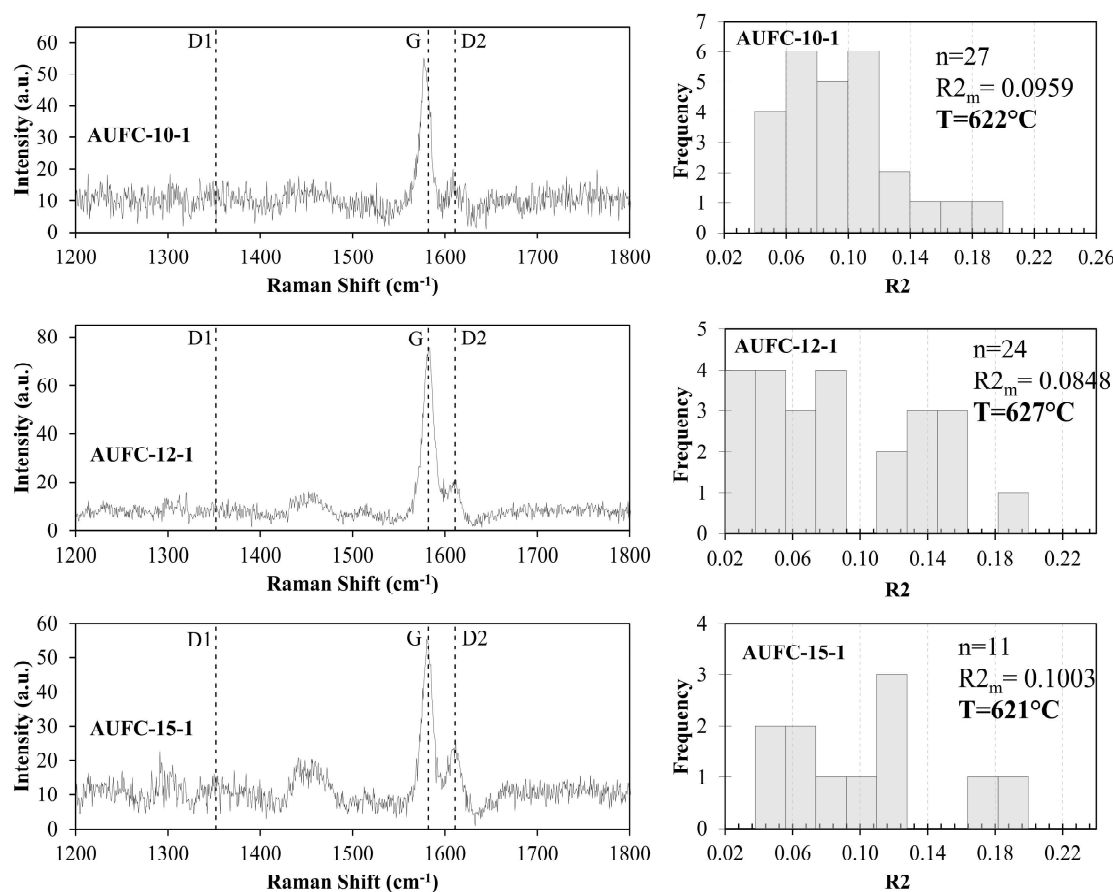 D1 G D2
60
50
40
30
20
10
0
Intensity (a.u.)
AUFC-10-1
1200 1300 1400 1500 1600 1700 1800
Raman Shift (cm⁻¹)
AUFC-10-1
n=27
R2ₘ= 0.0959
T=622°C
7
6
5
4
3
2
1
0
Frequency
0.02 0.06 0.10 0.14 0.18 0.22 0.26
R2
D1 G D2
80
60
40
20
0
Intensity (a.u.)
AUFC-12-1
1200 1300 1400 1500 1600 1700 1800
Raman Shift (cm⁻¹)
AUFC-12-1
n=24
R2ₘ= 0.0848
T=627°C
5
4
3
2
1
0
Frequency
0.02 0.06 0.10 0.14 0.18 0.22
R2
D1 G D2
60
50
40
30
20
10
0
Intensity (a.u.)
AUFC-15-1
1200 1300 1400 1500 1600 1700 1800
Raman Shift (cm⁻¹)
AUFC-15-1
n=11
R2ₘ= 0.1003
T=621°C
4
3
2
1
0
Frequency
0.02 0.06 0.10 0.14 0.18 0.22
R2